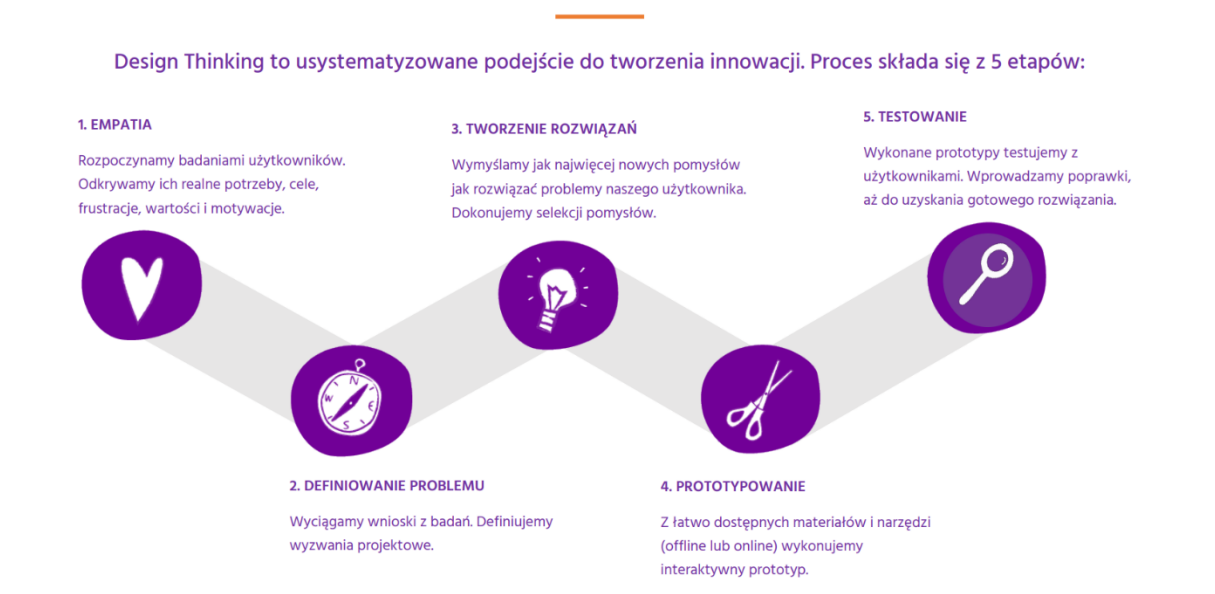 Design Thinking to usystematyzowane podejście do tworzenia innowacji. Proces składa się z 5 etapów:
1. EMPATIA
Rozpoczynamy badaniami użytkowników.
Odkrywamy ich realne potrzeby, cele,
frustracje, wartości i motywacje.
2. DEFINIOWANIE PROBLEMU
Wyciągamy wnioski z badań. Definiujemy
wyzwania projektowe.
3. TWORZENIE ROZWIĄZAŃ
Wymyślamy jak najwięcej nowych pomysłów
jak rozwiązać problemy naszego użytkownika.
Dokonujemy selekcji pomysłów.
4. PROTOTYPOWANIE
Z łatwo dostępnych materiałów i narzędzi
(offline lub online) wykonujemy
interaktywny prototyp.
5. TESTOWANIE
Wykonane prototypy testujemy z
użytkownikami. Wprowadzamy poprawki,
aż do uzyskania gotowego rozwiązania.
N
E
S
W